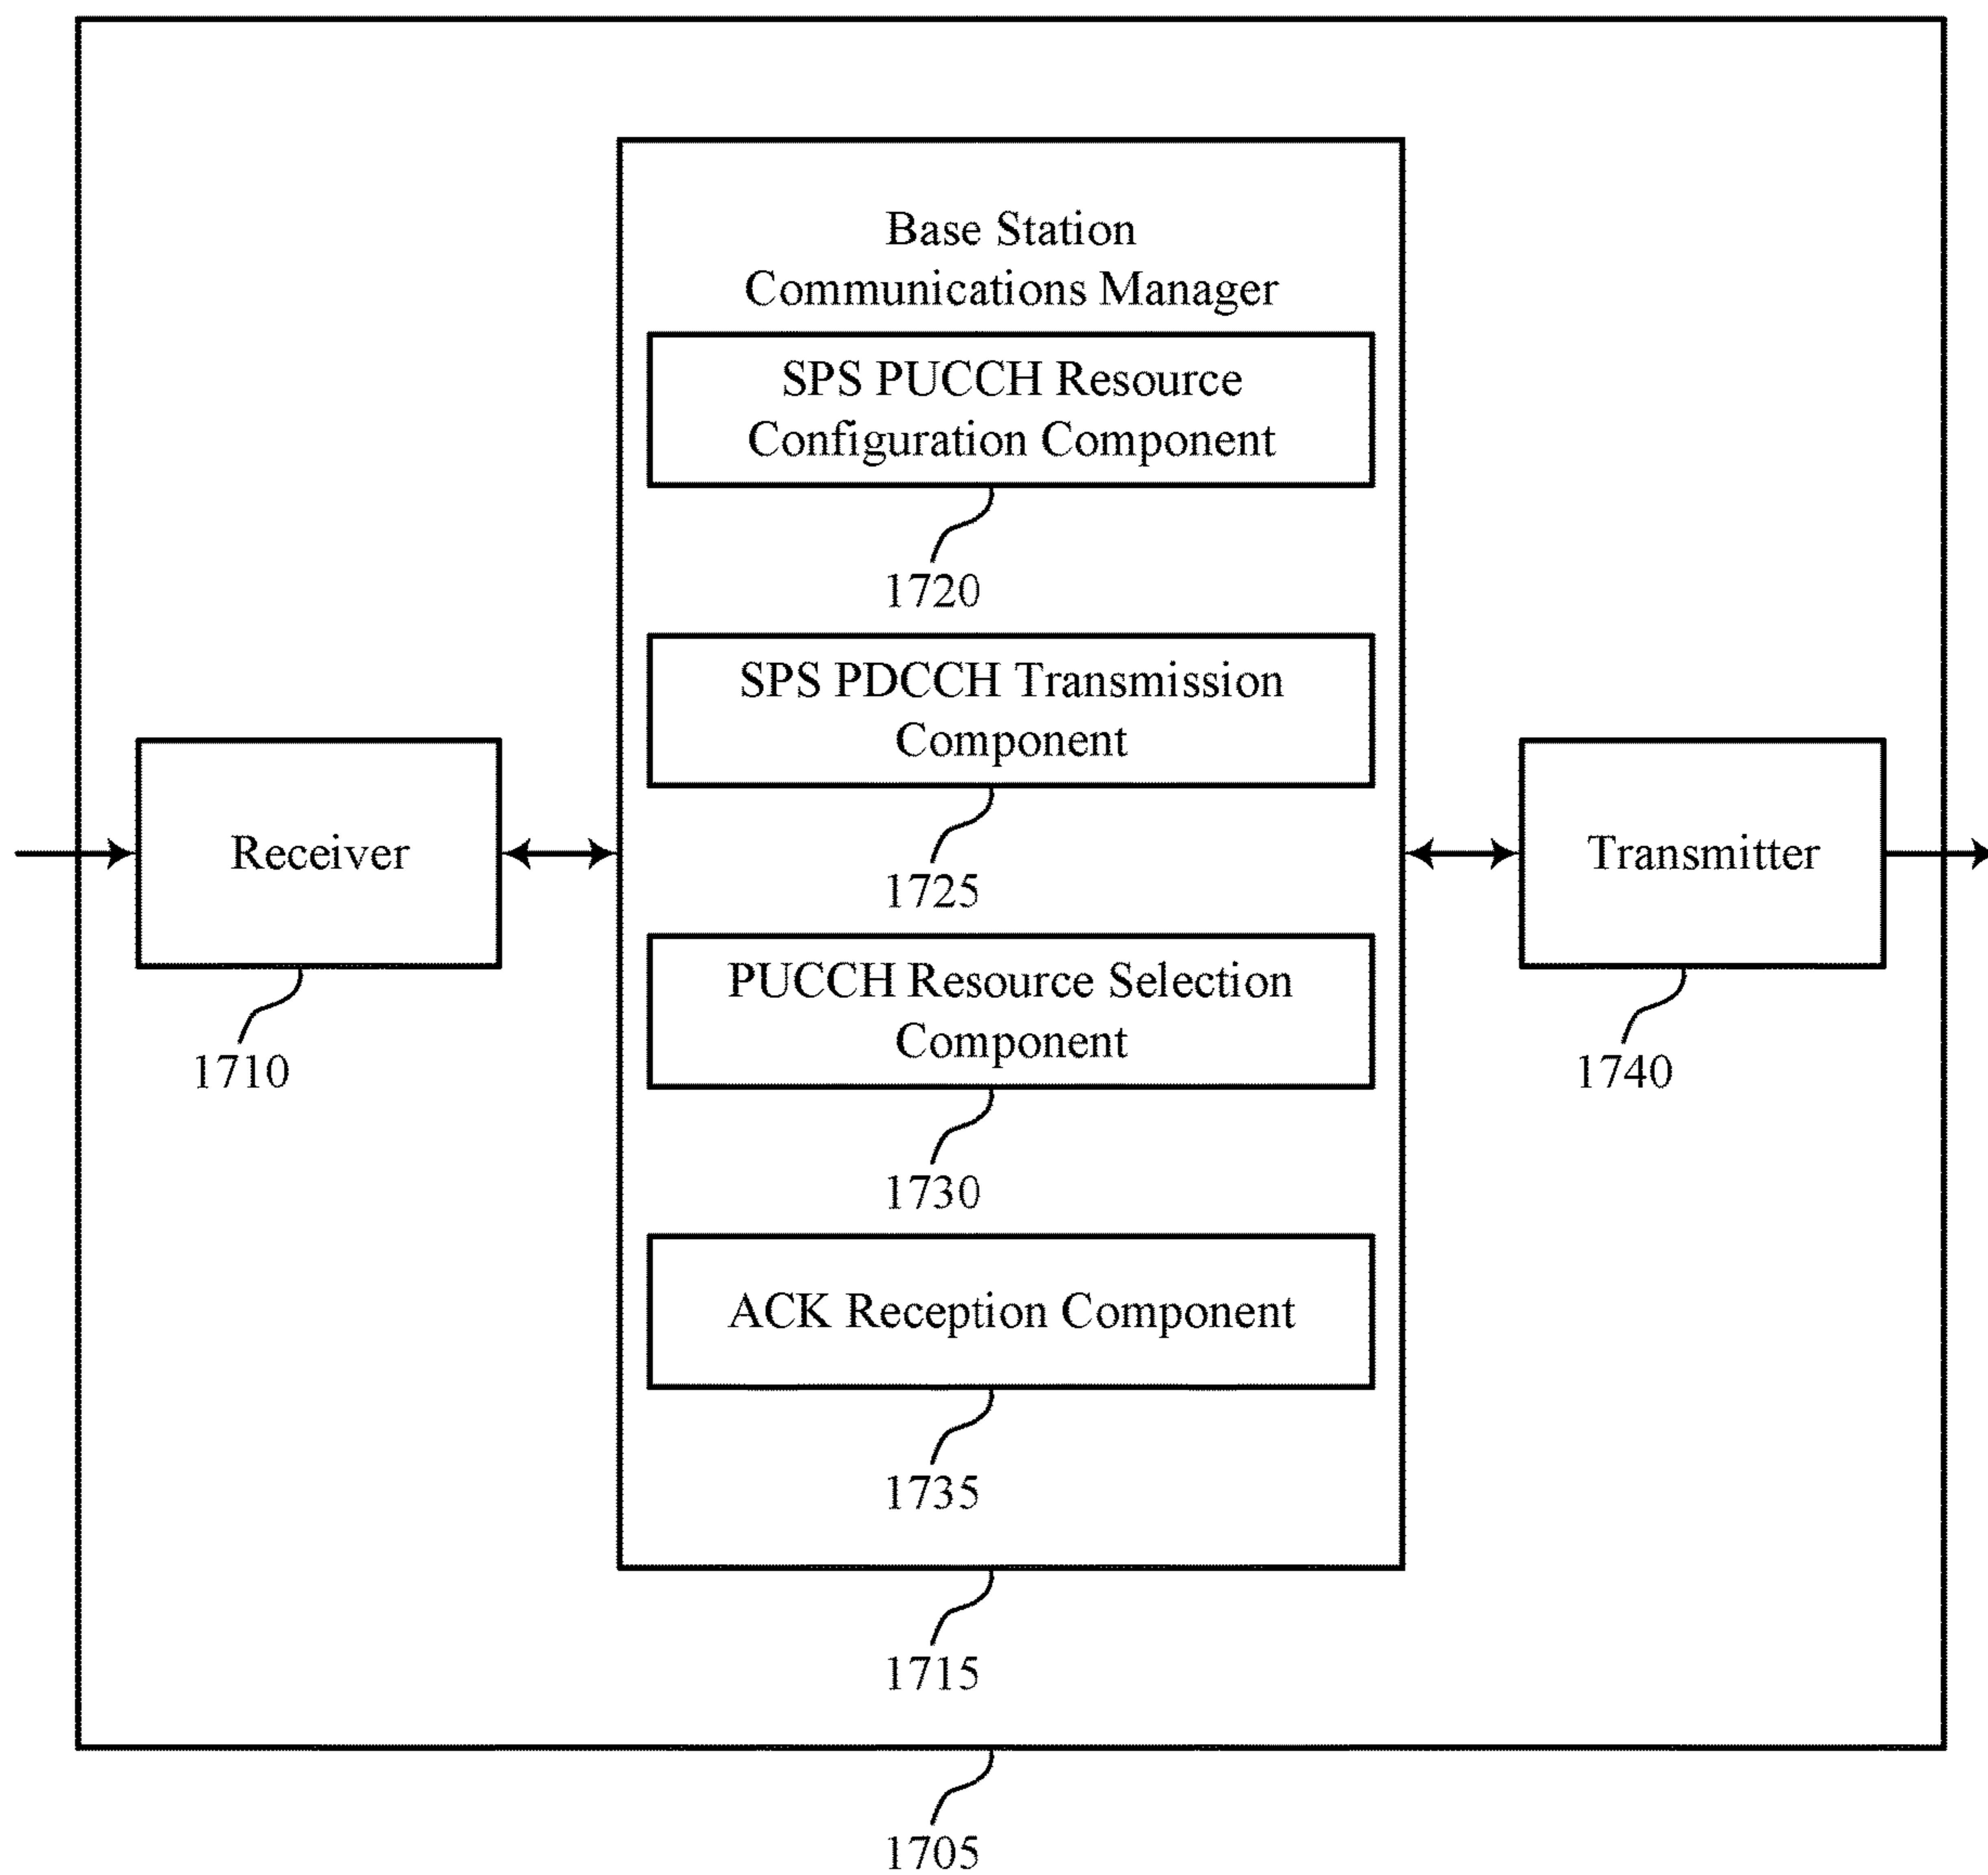 Base Station
Communications Manager
SPS PUCCH Resource
Configuration Component
1720
SPS PDCCH Transmission
Component
1725
Receiver
1710
PUCCH Resource Selection
Component
1730
Transmitter
1740
ACK Reception Component
1735
1715
1705